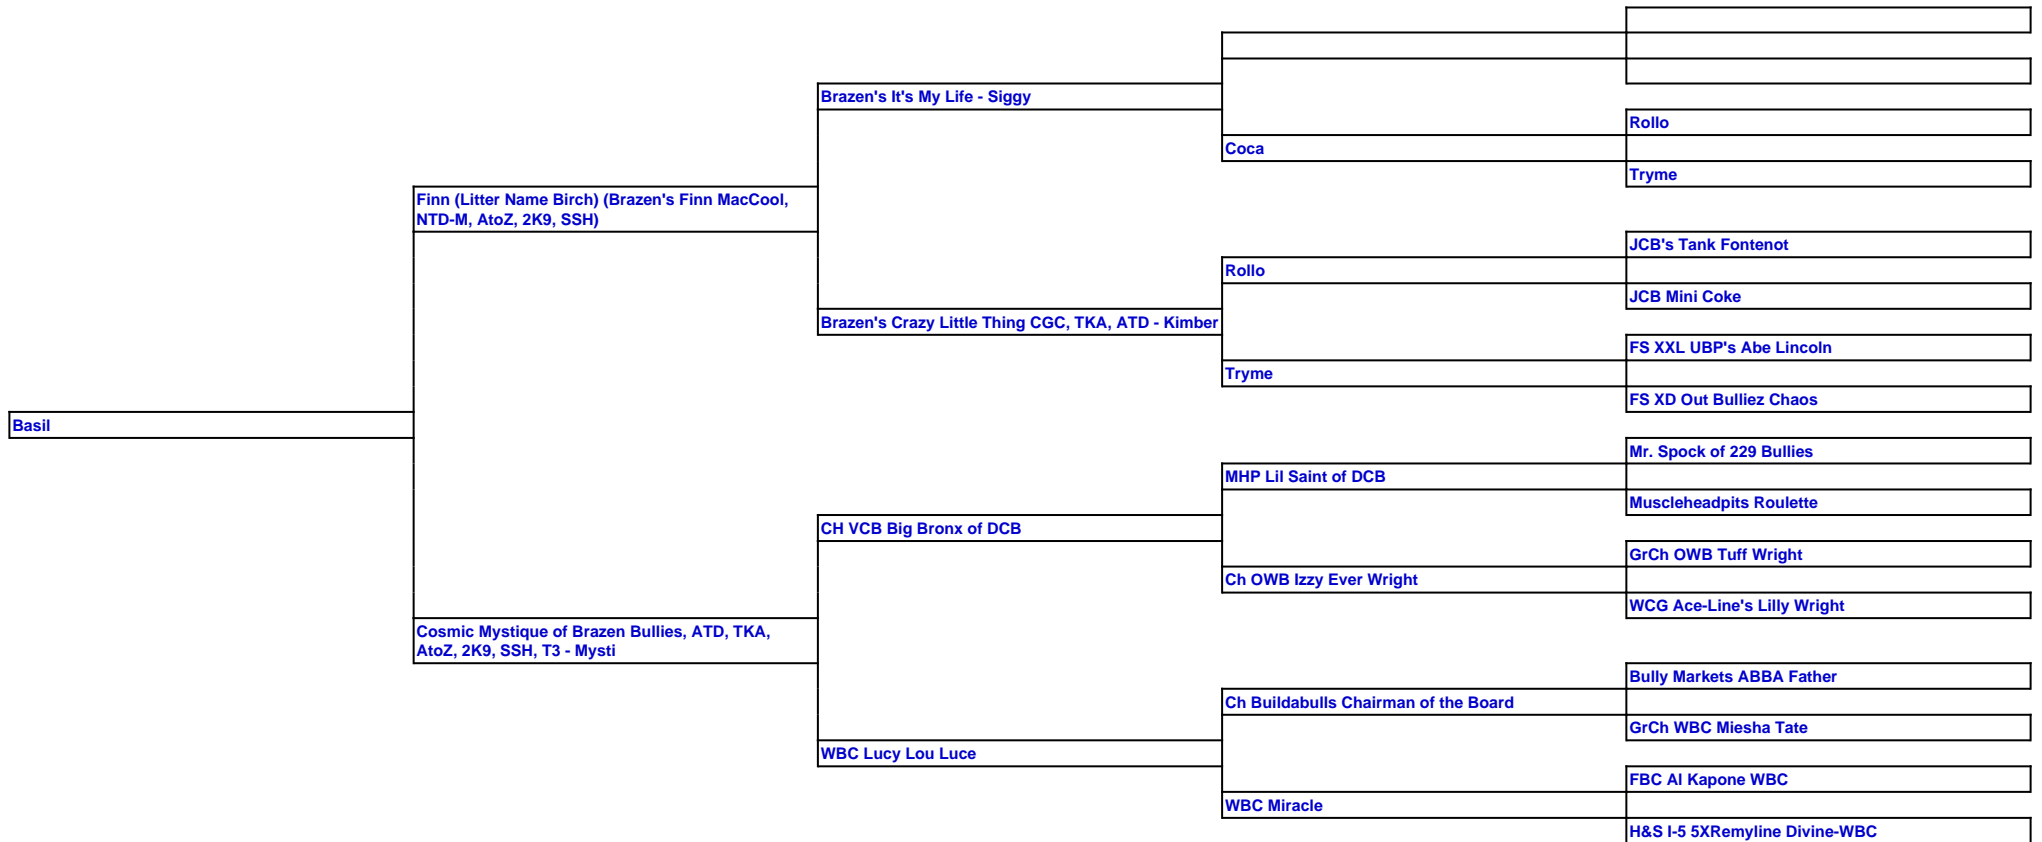 Brazen's It's My Life - Siggy
Rollo
Coca
Tryme
Finn (Litter Name Birch) (Brazen's Finn MacCool,
NTD-M, AtoZ, 2K9, SSH)
JCB's Tank Fontenot
Rollo
JCB Mini Coke
Brazen's Crazy Little Thing CGC, TKA, ATD - Kimber
FS XXL UBP's Abe Lincoln
Tryme
FS XD Out Bulliez Chaos
Basil
Mr. Spock of 229 Bullies
MHP Lil Saint of DCB
Muscleheadpits Roulette
CH VCB Big Bronx of DCB
GrCh OWB Tuff Wright
Ch OWB Izzy Ever Wright
WCG Ace-Line's Lilly Wright
Cosmic Mystique of Brazen Bullies, ATD, TKA,
AtoZ, 2K9, SSH, T3 - Mysti
Bully Markets ABBA Father
Ch Buildabulls Chairman of the Board
GrCh WBC Miesha Tate
WBC Lucy Lou Luce
FBC Al Kapone WBC
WBC Miracle
H&S I-5 5XRemyline Divine-WBC